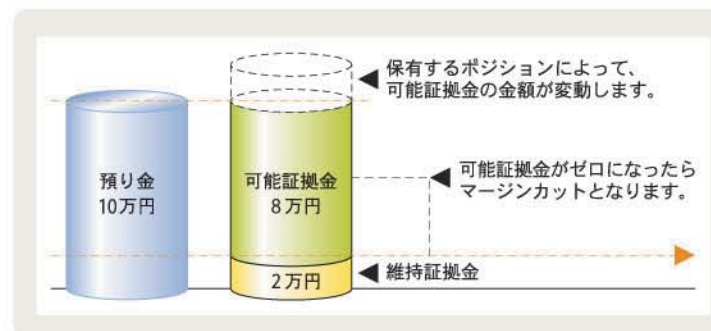 保有するポジションによって、
可能証拠金の金額が変動します。
預り金
10万円
可能証拠金
8万円
可能証拠金がゼロになったら
マージンカットとなります。
2万円
維持証拠金